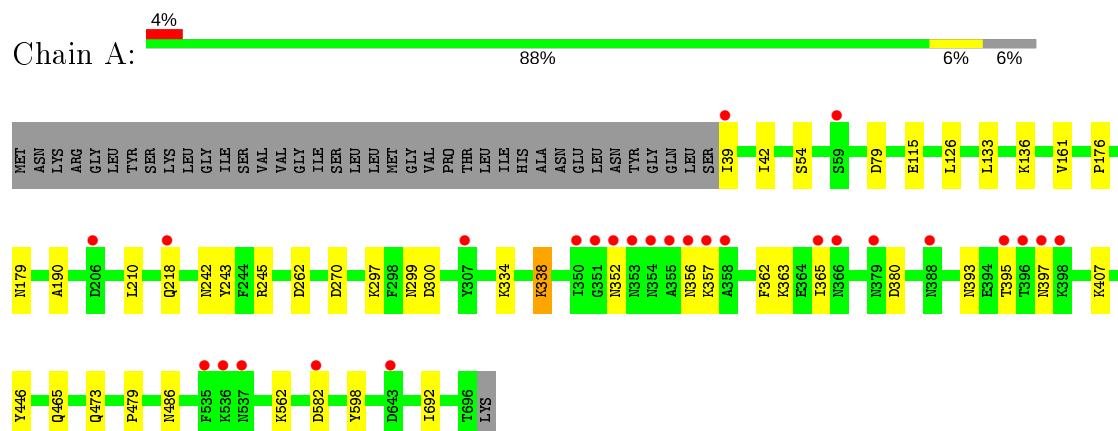 4%
Chain A:
88% 6% 6%
MET ASN LYS ARG GLY LEU TYR SER SER LYS LEU GLY ILE SER VAL VAL GLY ILE SER LEU LEU MET GLY VAL PRO THR LEU ILE HIS ALA ASN GLU LEU ASN TYR GLY GLN LEU SER I39 I42 S54 S59 D79 E115 L126 L133 K136 V161 P176
N179 A190 D206 L210 Q218 N242 Y243 F244 R245 D262 D270 K297 F298 N299 D300 Y307 K334 K338 I350 G351 N352 N353 N354 A355 N356 K357 A358 F362 K363 E364 I365 N366 N379 D380 N388 N393 E394 T395 T396 N397 K398 K407
Y446 Q465 Q473 P479 N486 F535 K536 N537 K562 D582 Y598 D643 I692 T696 LYS